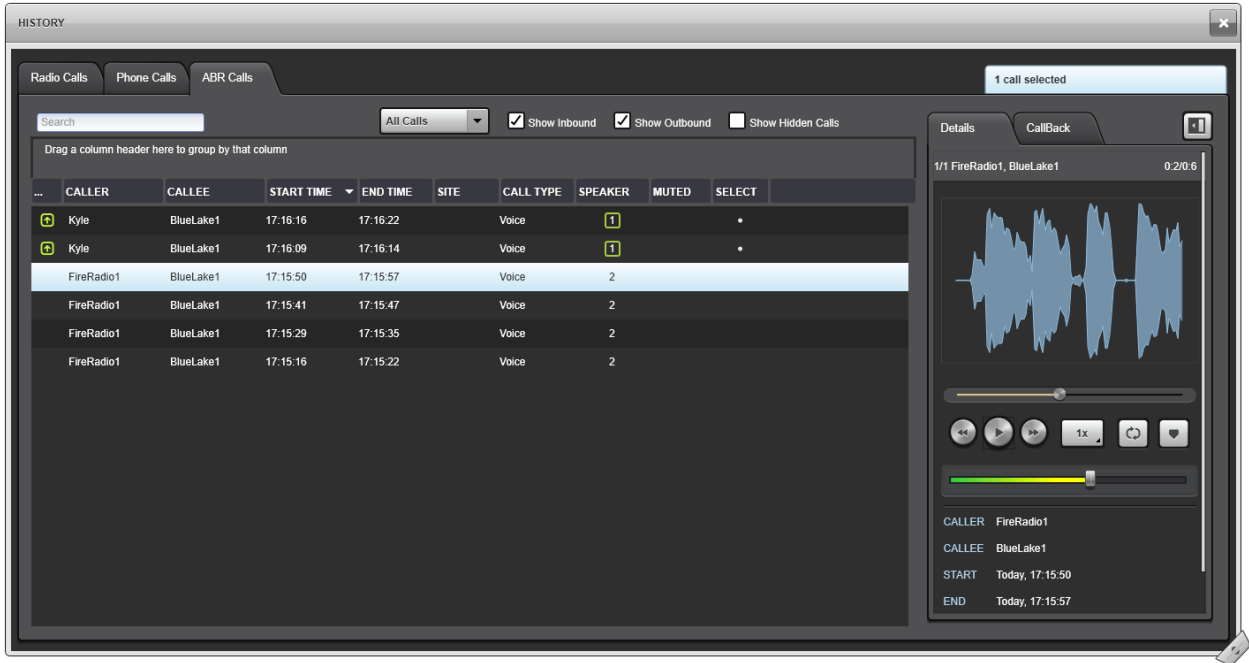 HISTORY
Radio Calls Phone Calls ABR Calls 1 call selected
Search All Calls Show Inbound Show Outbound Show Hidden Calls
Drag a column header here to group by that column
... CALLER CALLEE START TIME END TIME SITE CALL TYPE SPEAKER MUTED SELECT
Kyle BlueLake1 17:16:16 17:16:22 Voice 1
Kyle BlueLake1 17:16:09 17:16:14 Voice 1
FireRadio1 BlueLake1 17:15:50 17:15:57 Voice 2
FireRadio1 BlueLake1 17:15:41 17:15:47 Voice 2
FireRadio1 BlueLake1 17:15:29 17:15:35 Voice 2
FireRadio1 BlueLake1 17:15:16 17:15:22 Voice 2
Details CallBack
1/1 FireRadio1, BlueLake1 0:2/0:6
1x
CALLER FireRadio1
CALLEE BlueLake1
START Today, 17:15:50
END Today, 17:15:57